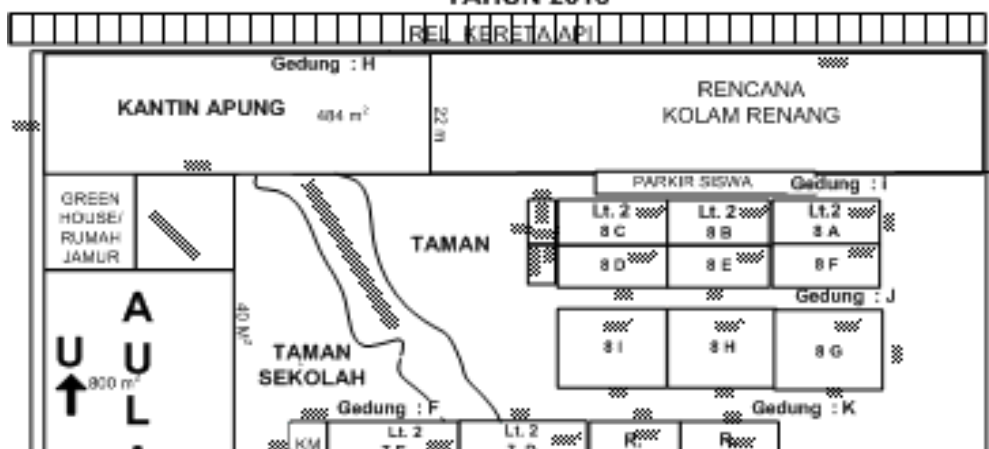 TAHUN
REL KERETA API
Gedung : H
KANTIN APUNG
484 m²
22 m
RENCANA
KOLAM RENANG
PARKIR SISWA
Gedung : I
GREEN
HOUSE/
RUMAH
JAMUR
TAMAN
Lt. 2
8 C
Lt. 2
8 B
Lt.2
8 A
8 D
8 E
8 F
Gedung : J
8 I
8 H
8 G
A
U
L
U
800 m²
40 M²
TAMAN
SEKOLAH
Gedung : F
Gedung : K
KM
Lt. 2
Lt. 2
R.
R.